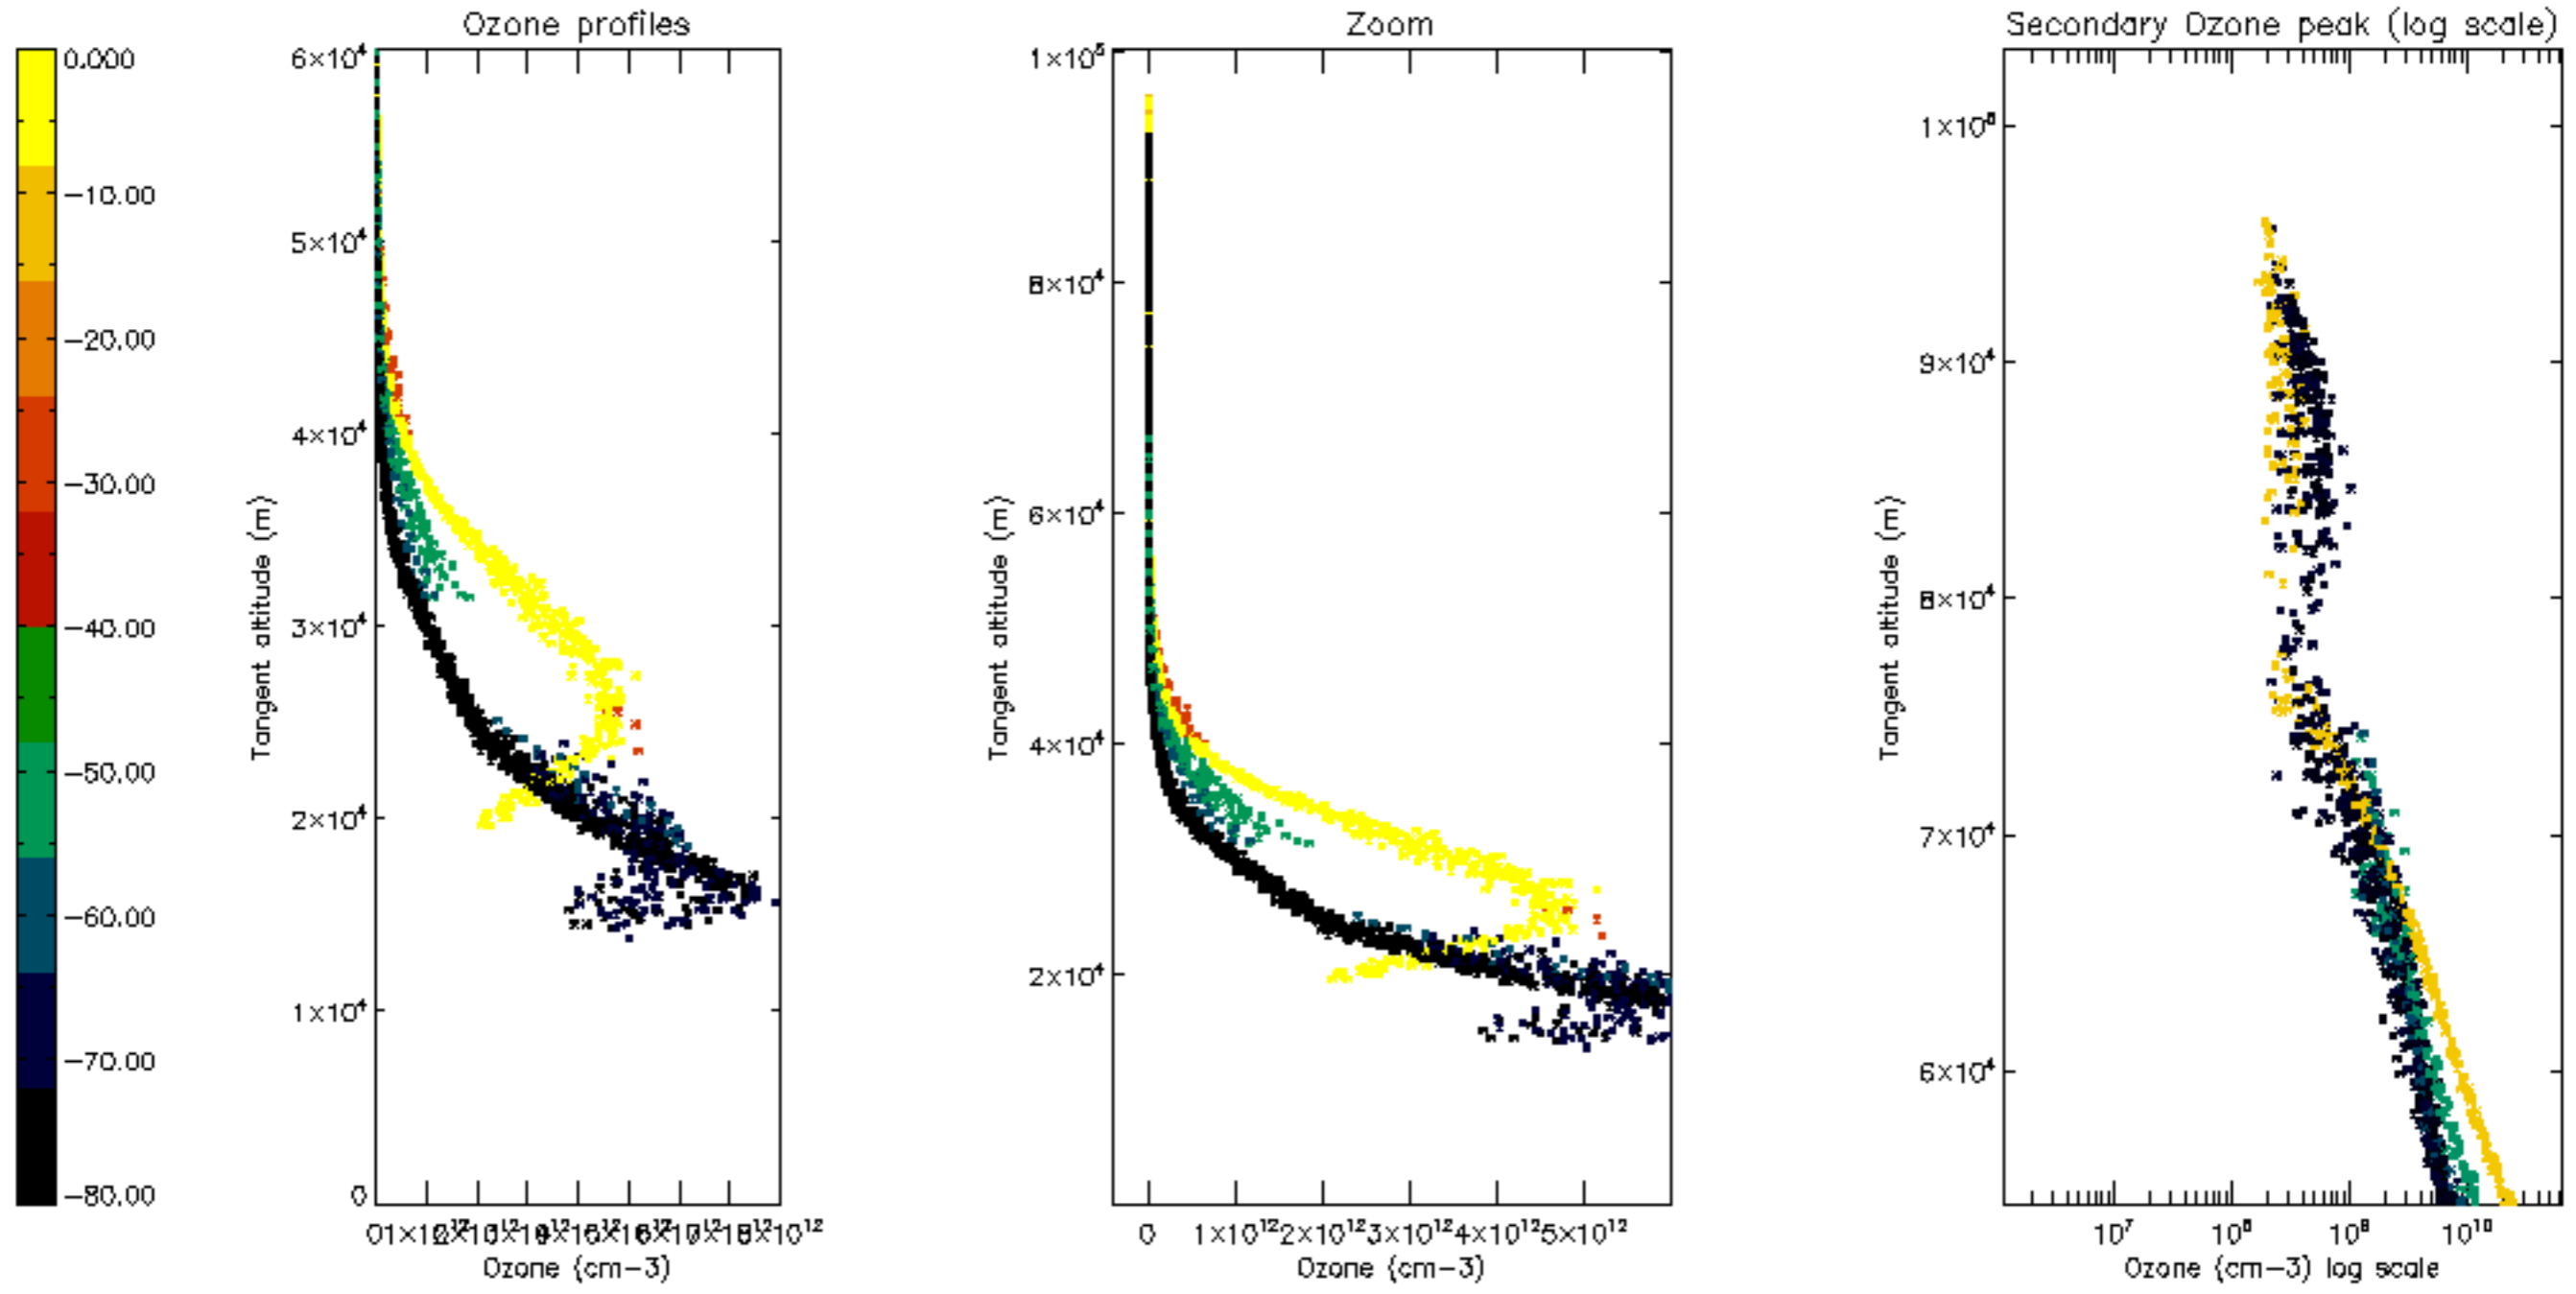 Ozone profiles
Zoom
Secondary Ozone peak (log scale)
0.000
−10.00
−20.00
−30.00
−40.00
−50.00
−60.00
−70.00
−80.00
6×10⁴
5×10⁴
4×10⁴
3×10⁴
2×10⁴
1×10⁴
0
Tangent altitude (m)
Ozone (cm−3)
1×10⁵
8×10⁴
6×10⁴
4×10⁴
2×10⁴
Tangent altitude (m)
0 1×10¹² 2×10¹² 3×10¹² 4×10¹² 5×10¹²
Ozone (cm−3)
1×10⁵
9×10⁴
8×10⁴
7×10⁴
6×10⁴
Tangent altitude (m)
10⁷ 10⁸ 10⁹ 10¹⁰
Ozone (cm−3) log scale